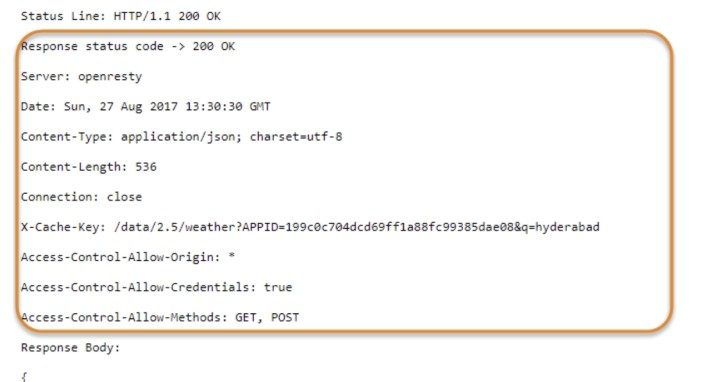 Status Line: HTTP/1.1 200 OK
Response status code -> 200 OK
Server: openresty
Date: Sun, 27 Aug 2017 13:30:30 GMT
Content-Type: application/json; charset=utf-8
Content-Length: 536
Connection: close
X-Cache-Key: /data/2.5/weather?APPID=199c0c704dcd69ff1a88fc99385dae08&q=hyderabad
Access-Control-Allow-Origin: *
Access-Control-Allow-Credentials: true
Access-Control-Allow-Methods: GET, POST
Response Body:
{